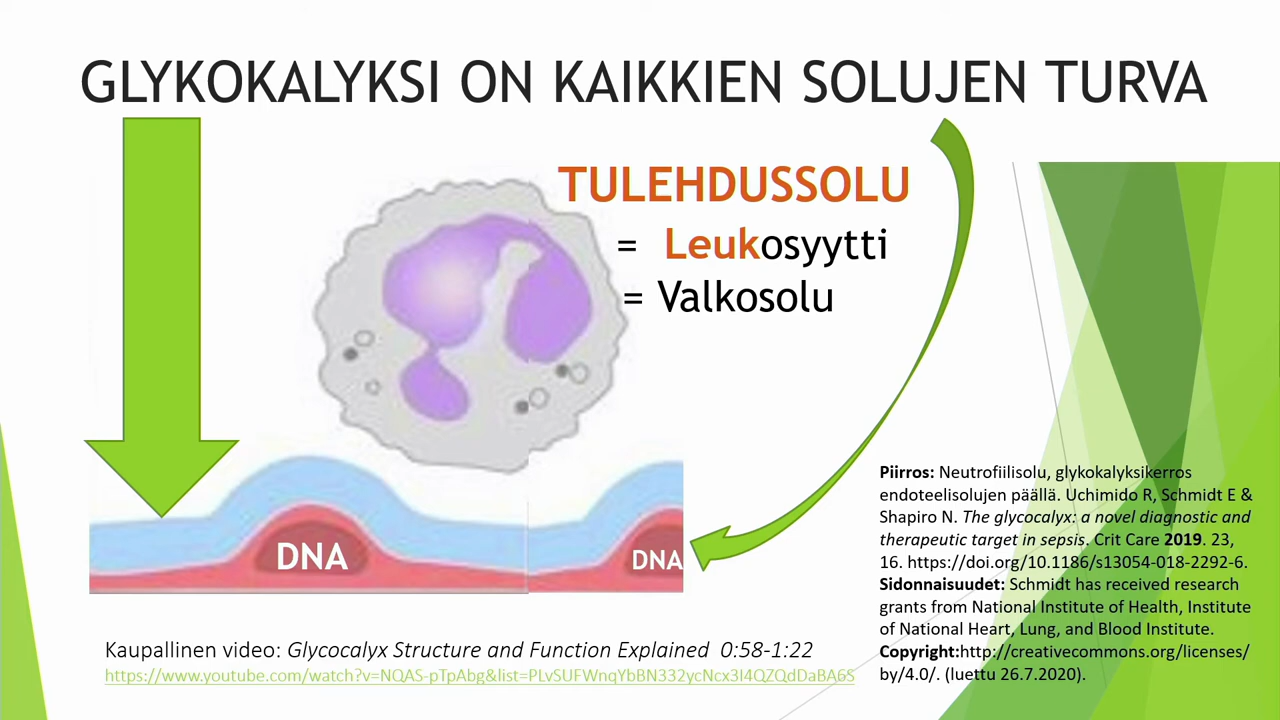 GLYKOKALYKSI ON KAIKKIEN SOLUJEN TURVA
TULEHDUSSOLU
= Leukosyytti
= Valkosolu
DNA
DNA
Piirros: Neutrofiilisolu, glykokalyksikerros
endoteelisolujen päällä. Uchimido R, Schmidt E &
Shapiro N. The glycocalyx: a novel diagnostic and
therapeutic target in sepsis. Crit Care 2019. 23,
16. https://doi.org/10.1186/s13054-018-2292-6.
Sidonnaisuudet: Schmidt has received research
grants from National Institute of Health, Institute
of National Heart, Lung, and Blood Institute.
Copyright:http://creativecommons.org/licenses/
by/4.0/. (luettu 26.7.2020).
Kaupallinen video: Glycocalyx Structure and Function Explained 0:58-1:22
https://www.youtube.com/watch?v=NQAS-pTpAbg&list=PLvSUFWnqYbBN332ycNcx3I4QZQdDaBA6S